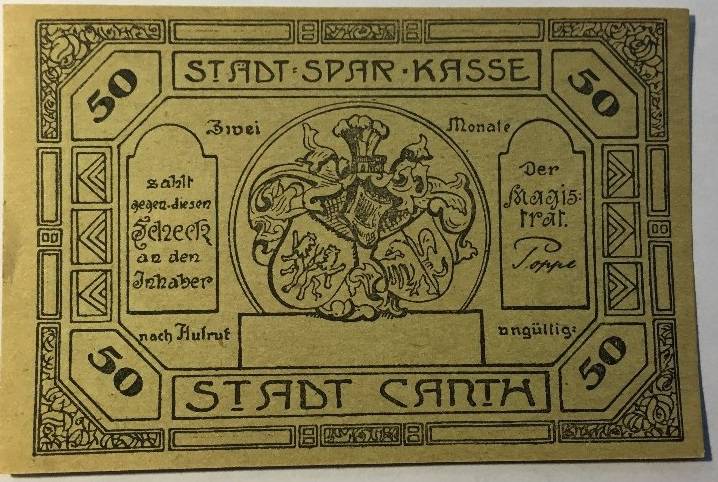 50
STADT-SPAR-KASSE
50
Zwei Monate
zahlt
gegen diesen
Scheck
an den
Inhaber
Der
Magis-
trat.
Poppe
nach Aufruf ungültig:
50
STADT CANTH
50